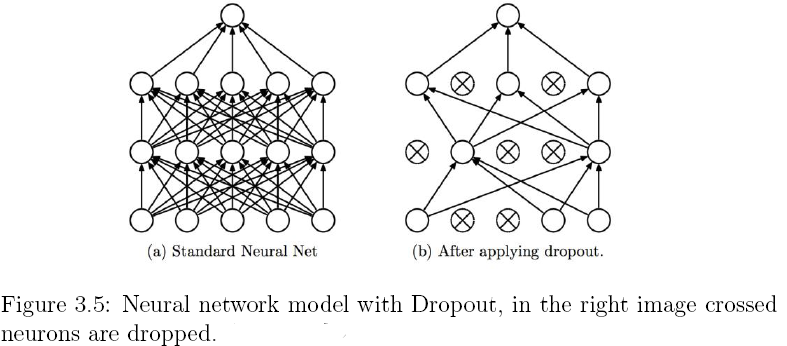 (a) Standard Neural Net
(b) After applying dropout.
Figure 3.5: Neural network model with Dropout, in the right image crossed
neurons are dropped.